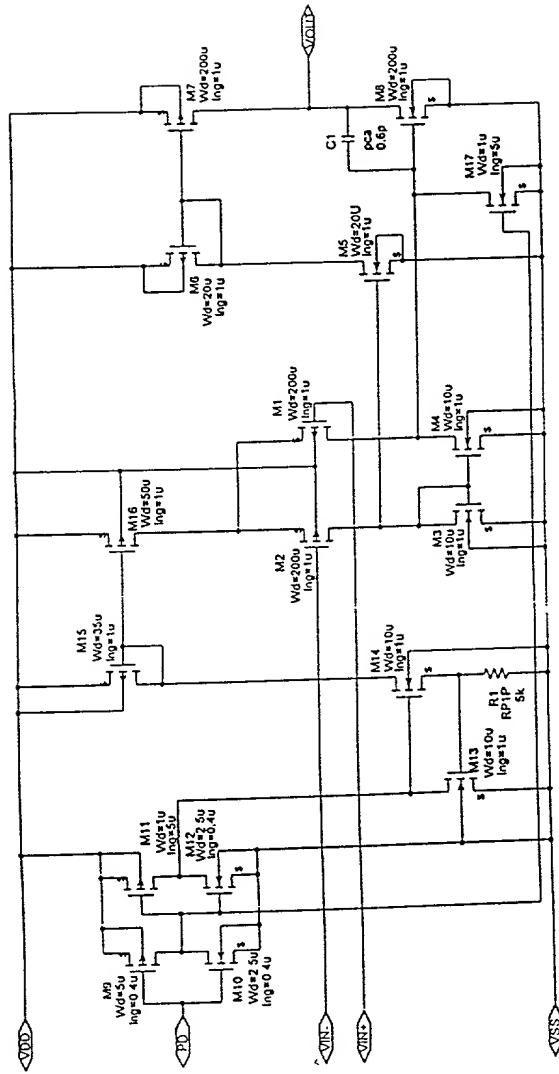 VDD
PD
VIN-
VIN+
VSS
VOUT
M9
Wd=5u
lng=0.4u
M10
Wd=2.5u
lng=0.4u
M11
Wd=1u
lng=5u
M12
Wd=2.5u
lng=0.4u
M13
Wd=10u
lng=1u
M14
Wd=10u
lng=1u
R1
RP1P
5k
M15
Wd=35u
lng=1u
M16
Wd=50u
lng=1u
M2
Wd=200u
lng=1u
M1
Wd=200u
lng=1u
M3
Wd=10u
lng=1u
M4
Wd=10u
lng=1u
M6
Wd=20u
lng=1u
M5
Wd=20U
lng=1u
M7
Wd=200u
lng=1u
C1
pca
0.6p
M8
Wd=200u
lng=1u
M17
Wd=1u
lng=5u
s
s
s
s
s
s
s
s
s
s
s
s